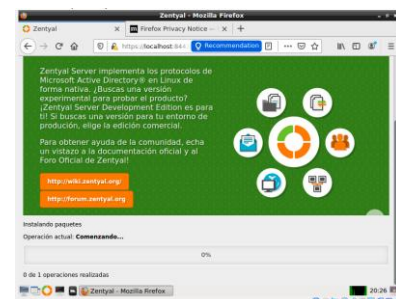 Zentyal - Mozilla Firefox
Zentyal
Firefox Privacy Notice —
https://localhost:844
Recommendation
Zentyal Server implementa los protocolos de
Microsoft Active Directory® en Linux de
forma nativa. ¿Buscas una versión
experimental para probar el producto?
¡Zentyal Server Development Edition es para
ti! Si buscas una versión para tu entorno de
produción, elige la edición comercial.
Para obtener ayuda de la comunidad, echa
un vistazo a la documentación oficial y al
Foro Oficial de Zentyal!
http://wiki.zentyal.org/
http://forum.zentyal.org
Instalando paquetes
Operación actual: Comenzando...
0%
0 de 1 operaciones realizadas
Zentyal - Mozilla Firefox
20:26